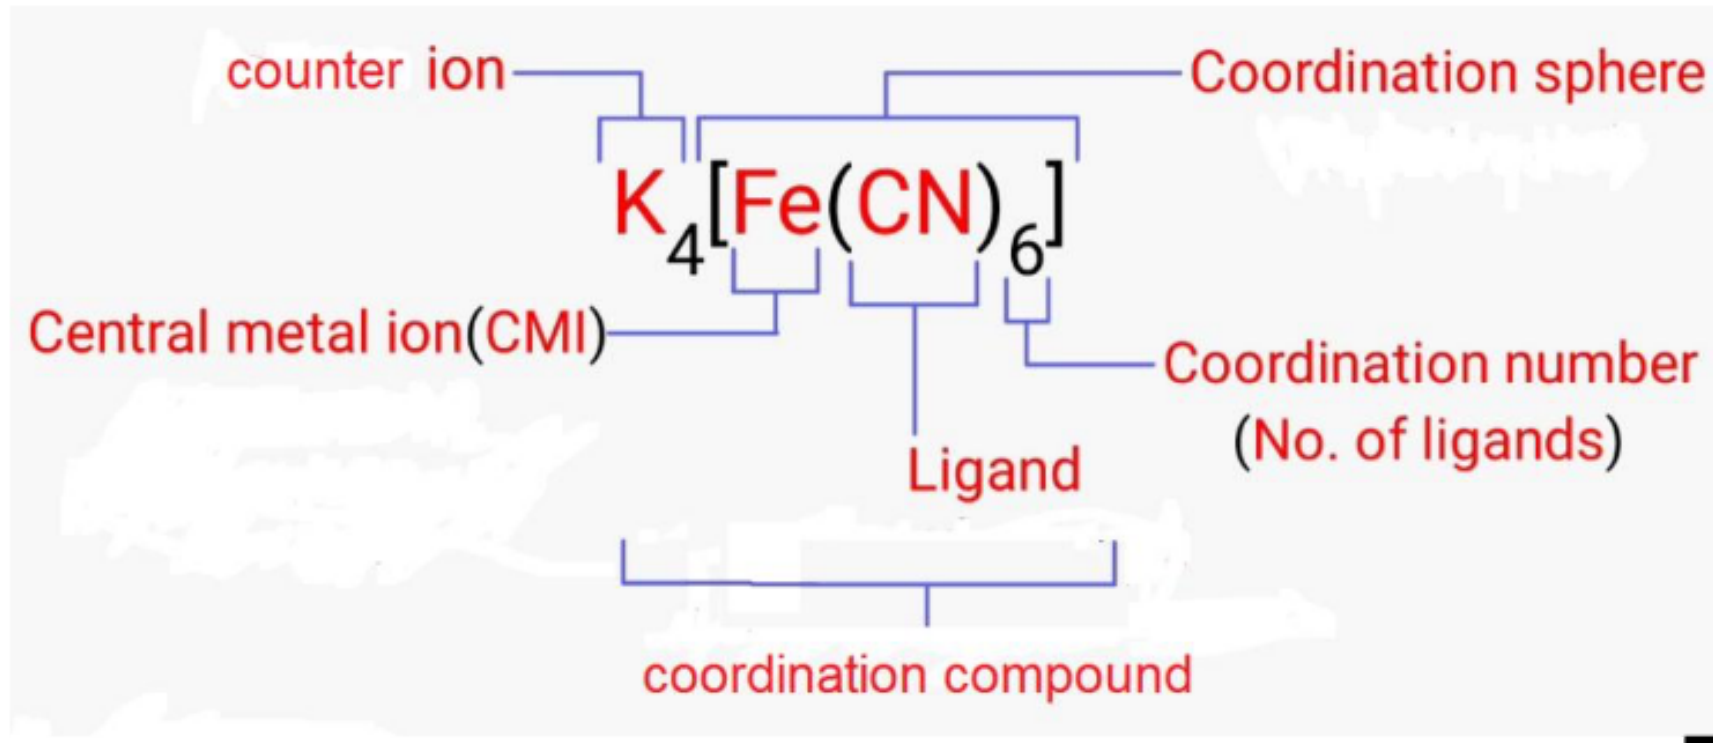 counter ion
Coordination sphere
K4[Fe(CN)6]
Central metal ion(CMI)
Coordination number
(No. of ligands)
Ligand
coordination compound